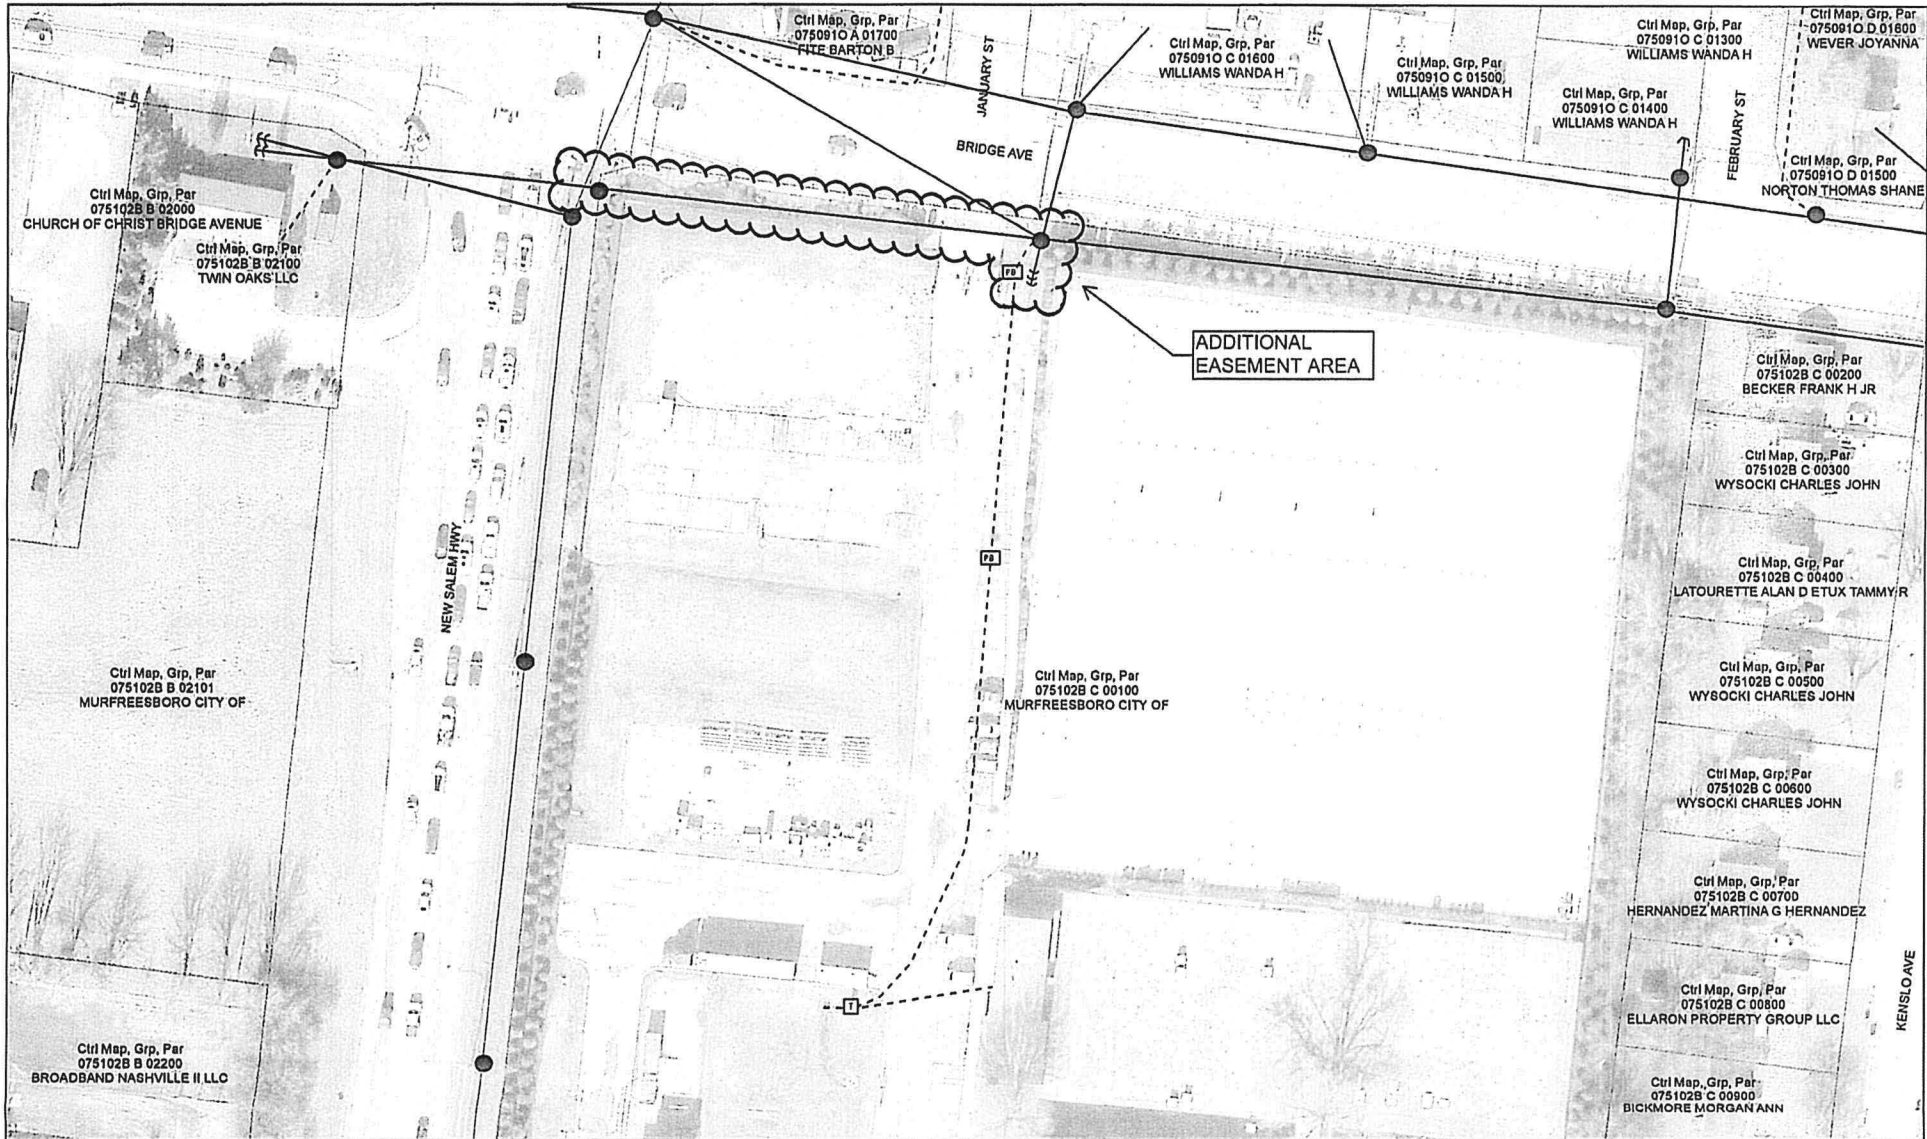 Ctrl Map, Grp, Par
075091O A 01700
FITE BARTON B
JANUARY ST
Ctrl Map, Grp, Par
075091O C 01600
WILLIAMS WANDA H
Ctrl Map, Grp, Par
075091O C 01500
WILLIAMS WANDA H
Ctrl Map, Grp, Par
075091O C 01300
WILLIAMS WANDA H
Ctrl Map, Grp, Par
075091O D 01600
WEVER JOYANNA
Ctrl Map, Grp, Par
075091O C 01400
WILLIAMS WANDA H
FEBRUARY ST
BRIDGE AVE
Ctrl Map, Grp, Par
075091O D 01500
NORTON THOMAS SHANE
Ctrl Map, Grp, Par
075102B B 02000
CHURCH OF CHRIST BRIDGE AVENUE
Ctrl Map, Grp, Par
075102B B 02100
TWIN OAKS LLC
PB
ADDITIONAL
EASEMENT AREA
Ctrl Map, Grp, Par
075102B C 00200
BECKER FRANK H JR
Ctrl Map, Grp, Par
075102B C 00300
WYSOCKI CHARLES JOHN
NEW SALEM HWY
PB
Ctrl Map, Grp, Par
075102B C 00400
LATOURETTE ALAN D ETUX TAMMY R
Ctrl Map, Grp, Par
075102B B 02101
MURFREESBORO CITY OF
Ctrl Map, Grp, Par
075102B C 00100
MURFREESBORO CITY OF
Ctrl Map, Grp, Par
075102B C 00500
WYSOCKI CHARLES JOHN
Ctrl Map, Grp, Par
075102B C 00600
WYSOCKI CHARLES JOHN
Ctrl Map, Grp, Par
075102B C 00700
HERNANDEZ MARTINA G HERNANDEZ
Ctrl Map, Grp, Par
075102B C 00800
ELLARON PROPERTY GROUP LLC
KENSLO AVE
T
Ctrl Map, Grp, Par
075102B B 02200
BROADBAND NASHVILLE II LLC
Ctrl Map, Grp, Par
075102B C 00900
BICKMORE MORGAN ANN